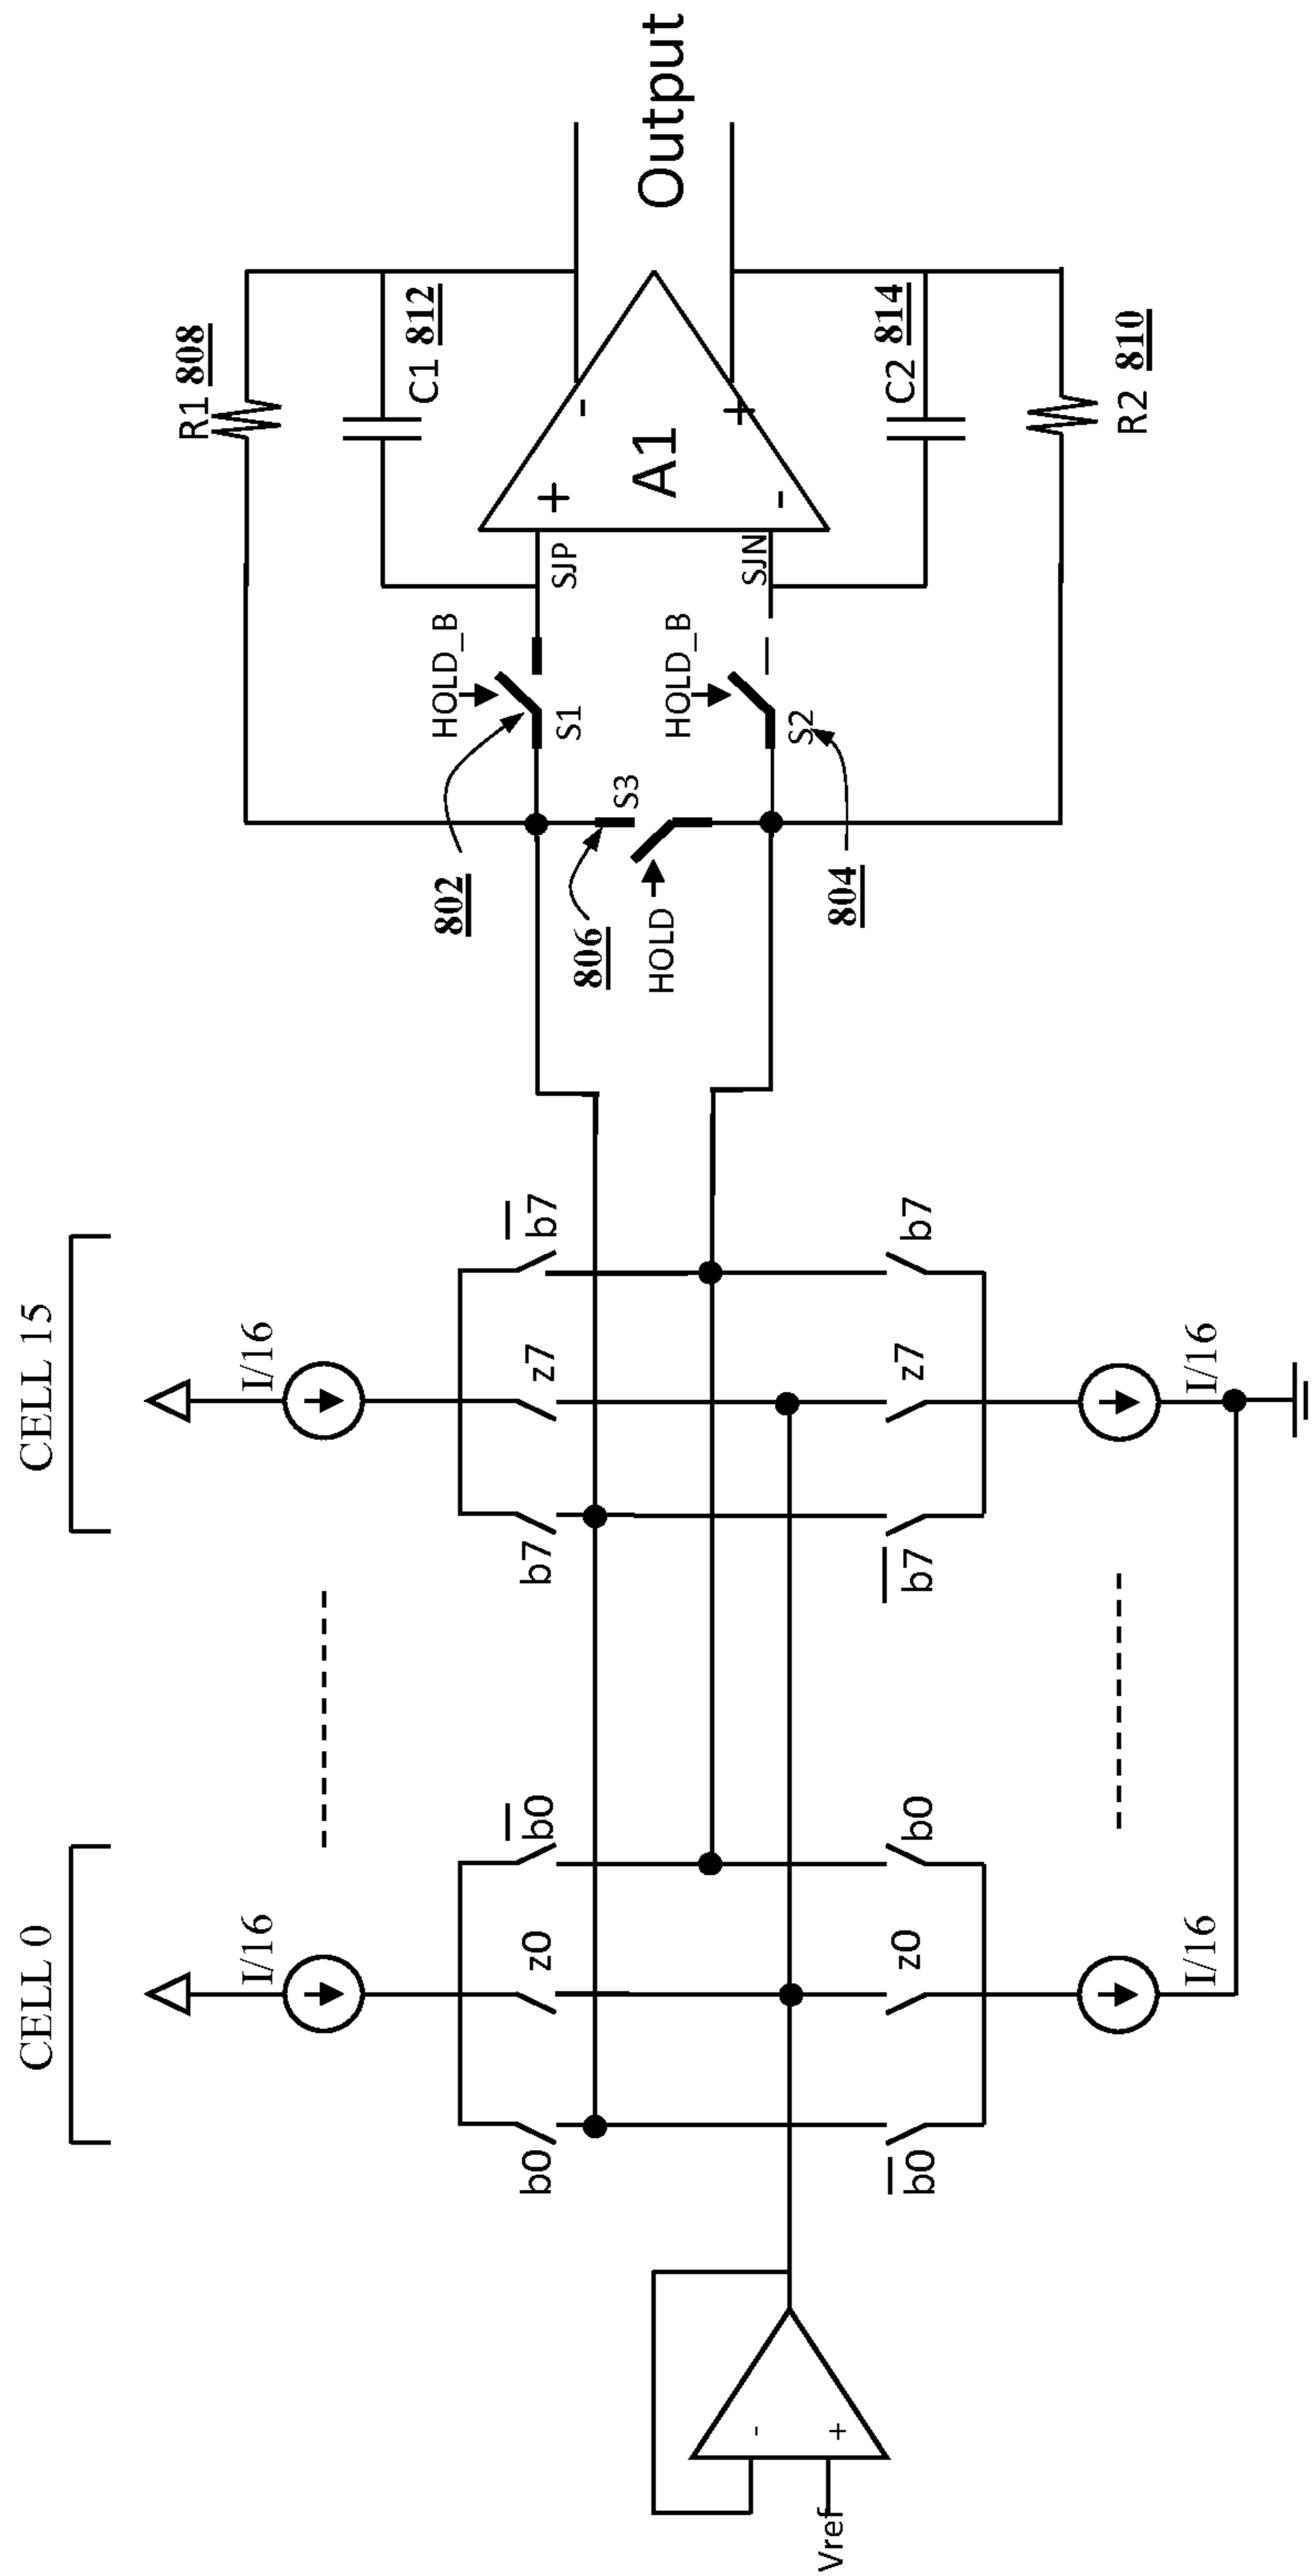 CELL 0
CELL 15
I/16
I/16
b0
z0
b0
b7
z7
b7
b0
z0
b0
b7
z7
b7
I/16
I/16
-
+
Vref
R1 808
C1 812
HOLD_B
S1
802
SJP
+
-
A1
Output
S3
806
HOLD
HOLD_B
S2
804
SJN
-
+
C2 814
R2 810